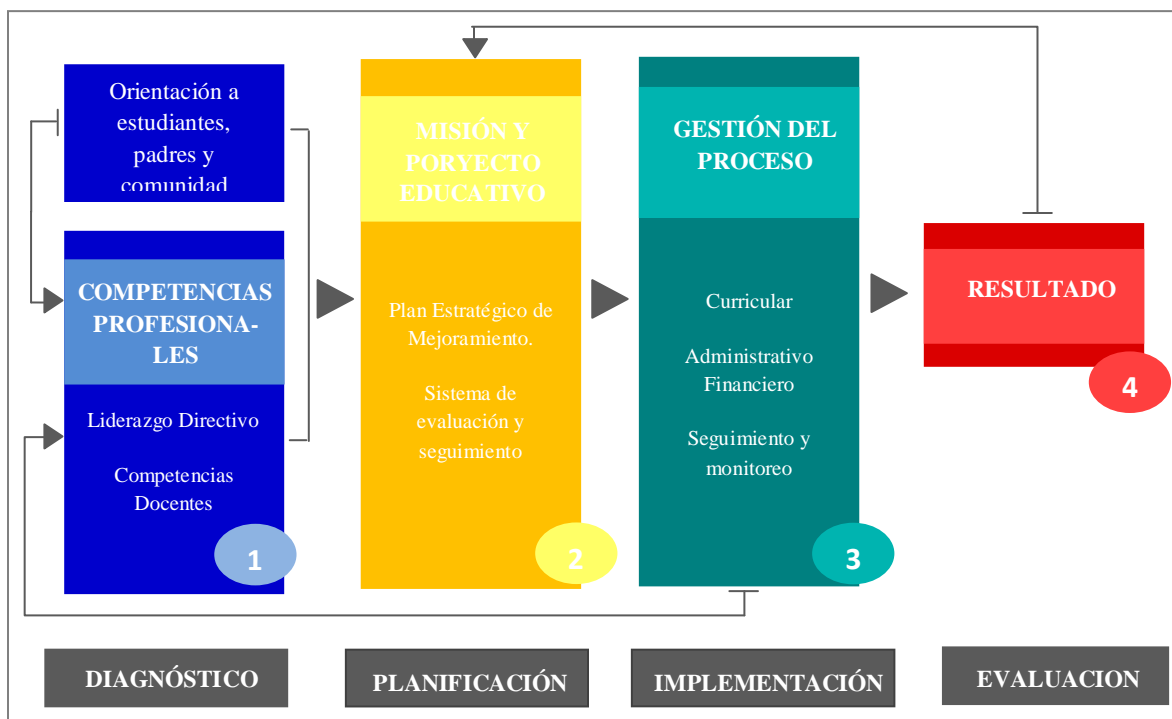 Orientación a
estudiantes,
padres y
comunidad
COMPETENCIAS
PROFESIONA-
LES
Liderazgo Directivo
Competencias
Docentes
1
MISIÓN Y
PORYECTO
EDUCATIVO
Plan Estratégico de
Mejoramiento.
Sistema de
evaluación y
seguimiento
2
GESTIÓN DEL
PROCESO
Curricular
Administrativo
Financiero
Seguimiento y
monitoreo
3
RESULTADO
4
DIAGNÓSTICO
PLANIFICACIÓN
IMPLEMENTACIÓN
EVALUACION